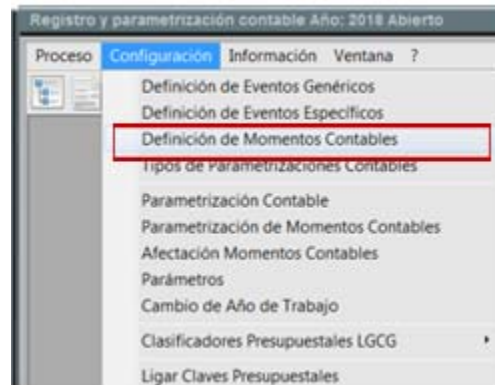 Registro y parametrización contable Año: 2018 Abierto
Proceso Configuración Información Ventana ?
Definición de Eventos Genéricos
Definición de Eventos Específicos
Definición de Momentos Contables
Tipos de Parametrizaciones Contables
Parametrización Contable
Parametrización de Momentos Contables
Afectación Momentos Contables
Parámetros
Cambio de Año de Trabajo
Clasificadores Presupuestales LGCG
Ligar Claves Presupuestales